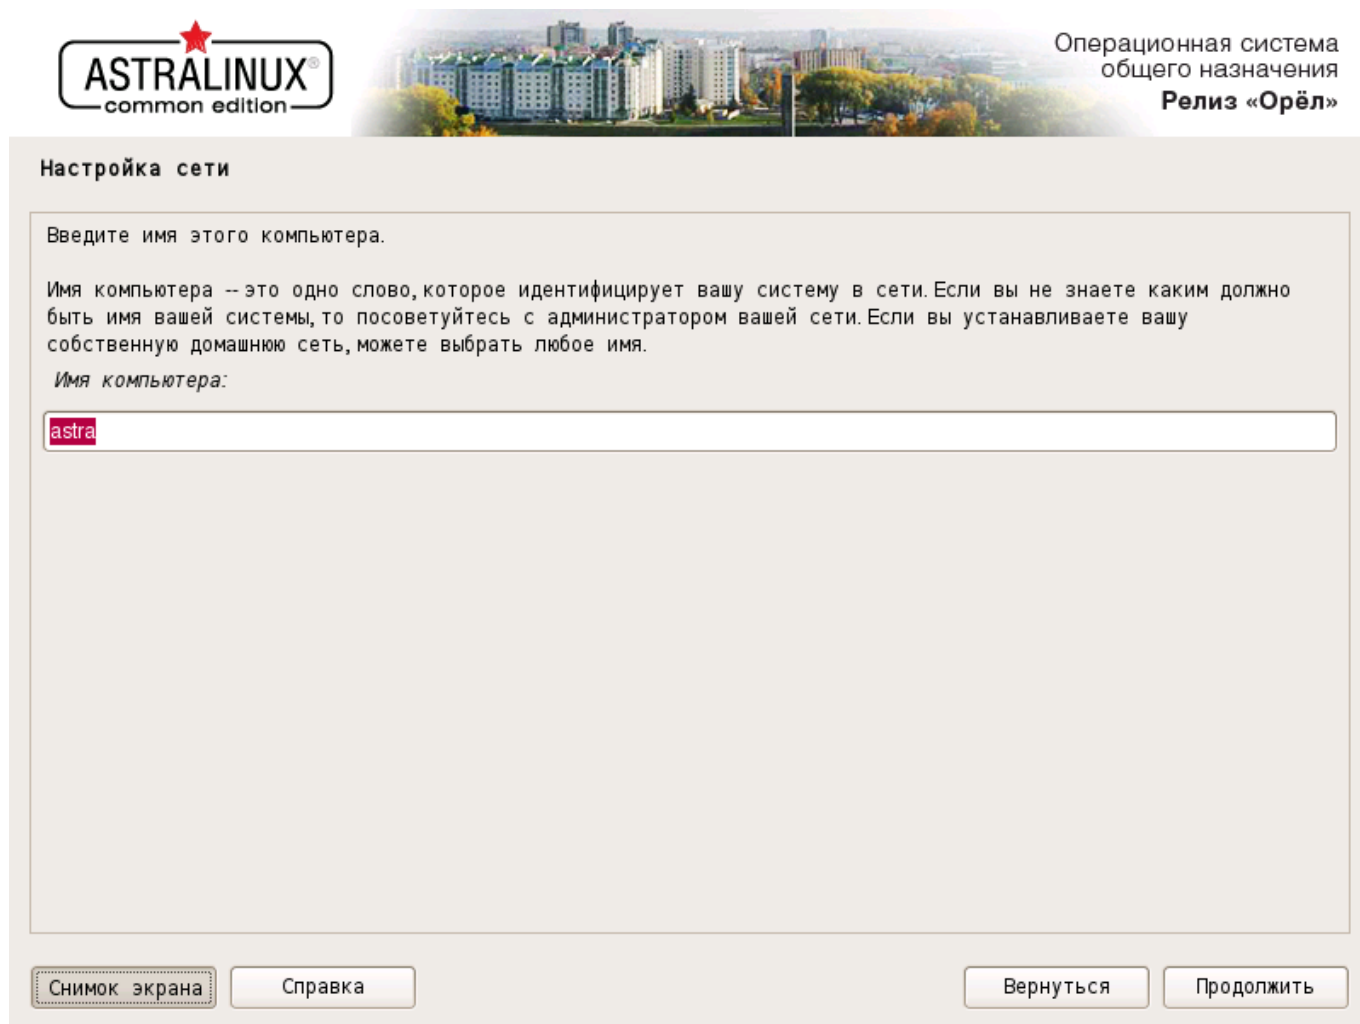 ASTRALINUX®
common edition
Операционная система
общего назначения
Релиз «Орёл»
Настройка сети
Введите имя этого компьютера.
Имя компьютера -- это одно слово, которое идентифицирует вашу систему в сети. Если вы не знаете каким должно
быть имя вашей системы, то посоветуйтесь с администратором вашей сети. Если вы устанавливаете вашу
собственную домашнюю сеть, можете выбрать любое имя.
Имя компьютера:
astra
Снимок экрана
Справка
Вернуться
Продолжить